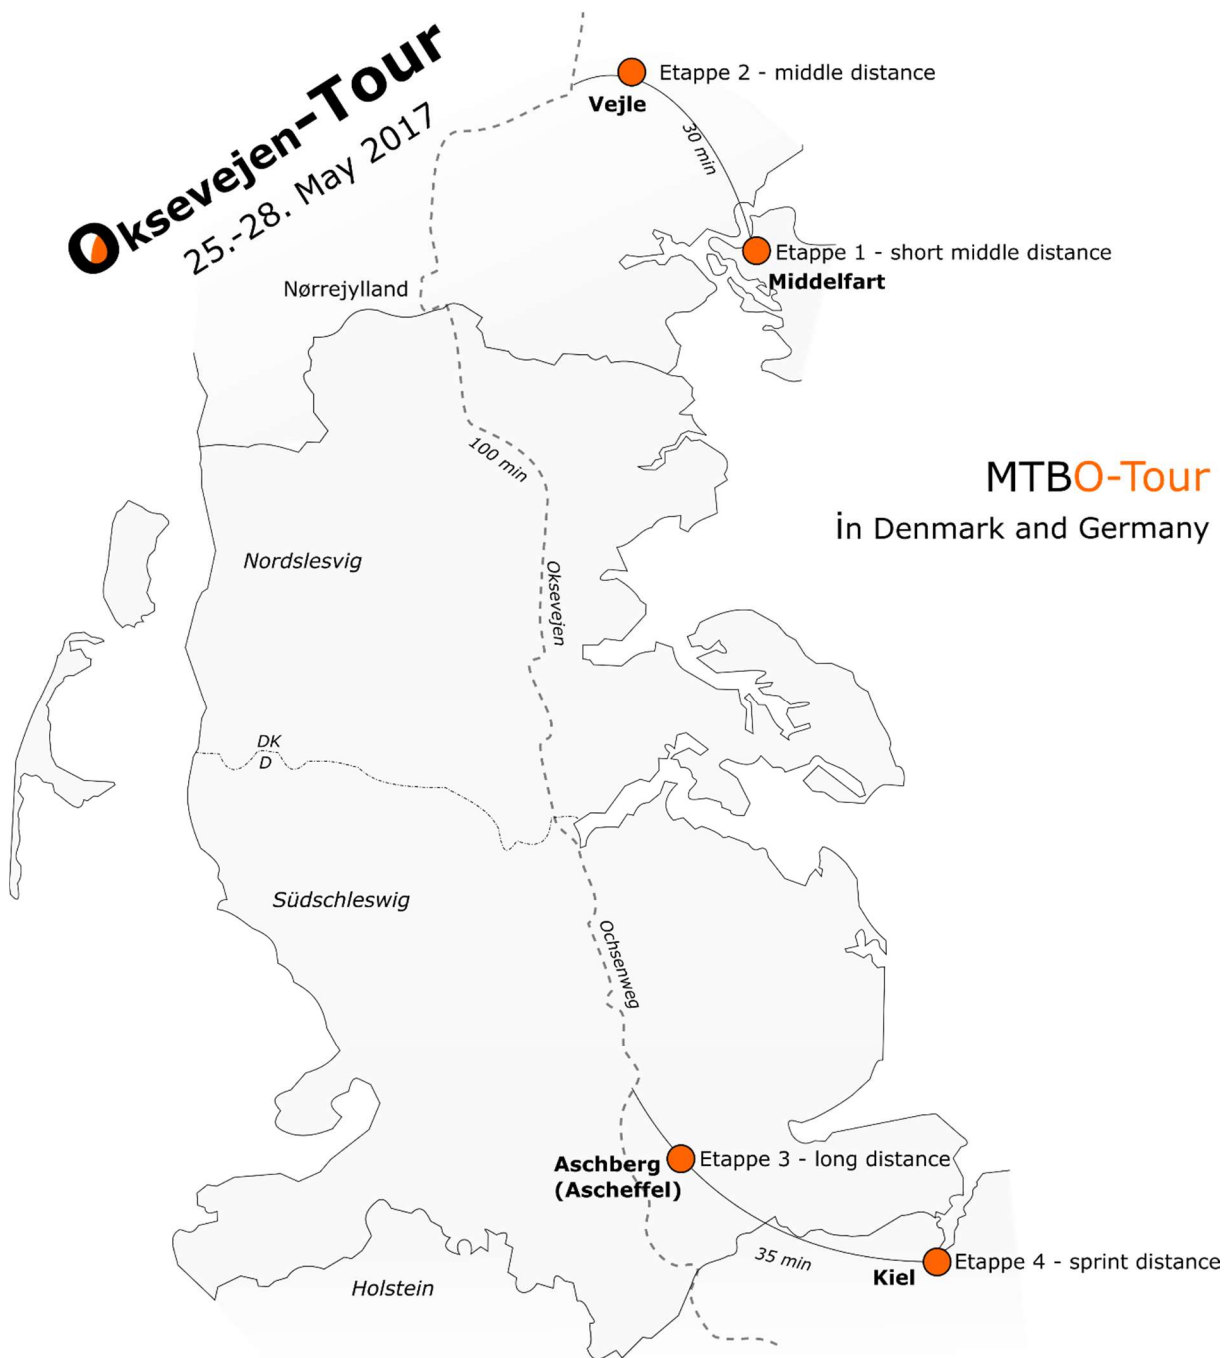 Oksevejen-Tour
25.-28. May 2017
Etappe 2 - middle distance
Vejle
30 min
Etappe 1 - short middle distance
Middelfart
Nørrejylland
100 min
MTBO-Tour
in Denmark and Germany
Nordslesvig
Oksevejen
DK
D
Südschleswig
Ochsenweg
Aschberg
(Ascheffel)
Etappe 3 - long distance
35 min
Kiel
Etappe 4 - sprint distance
Holstein